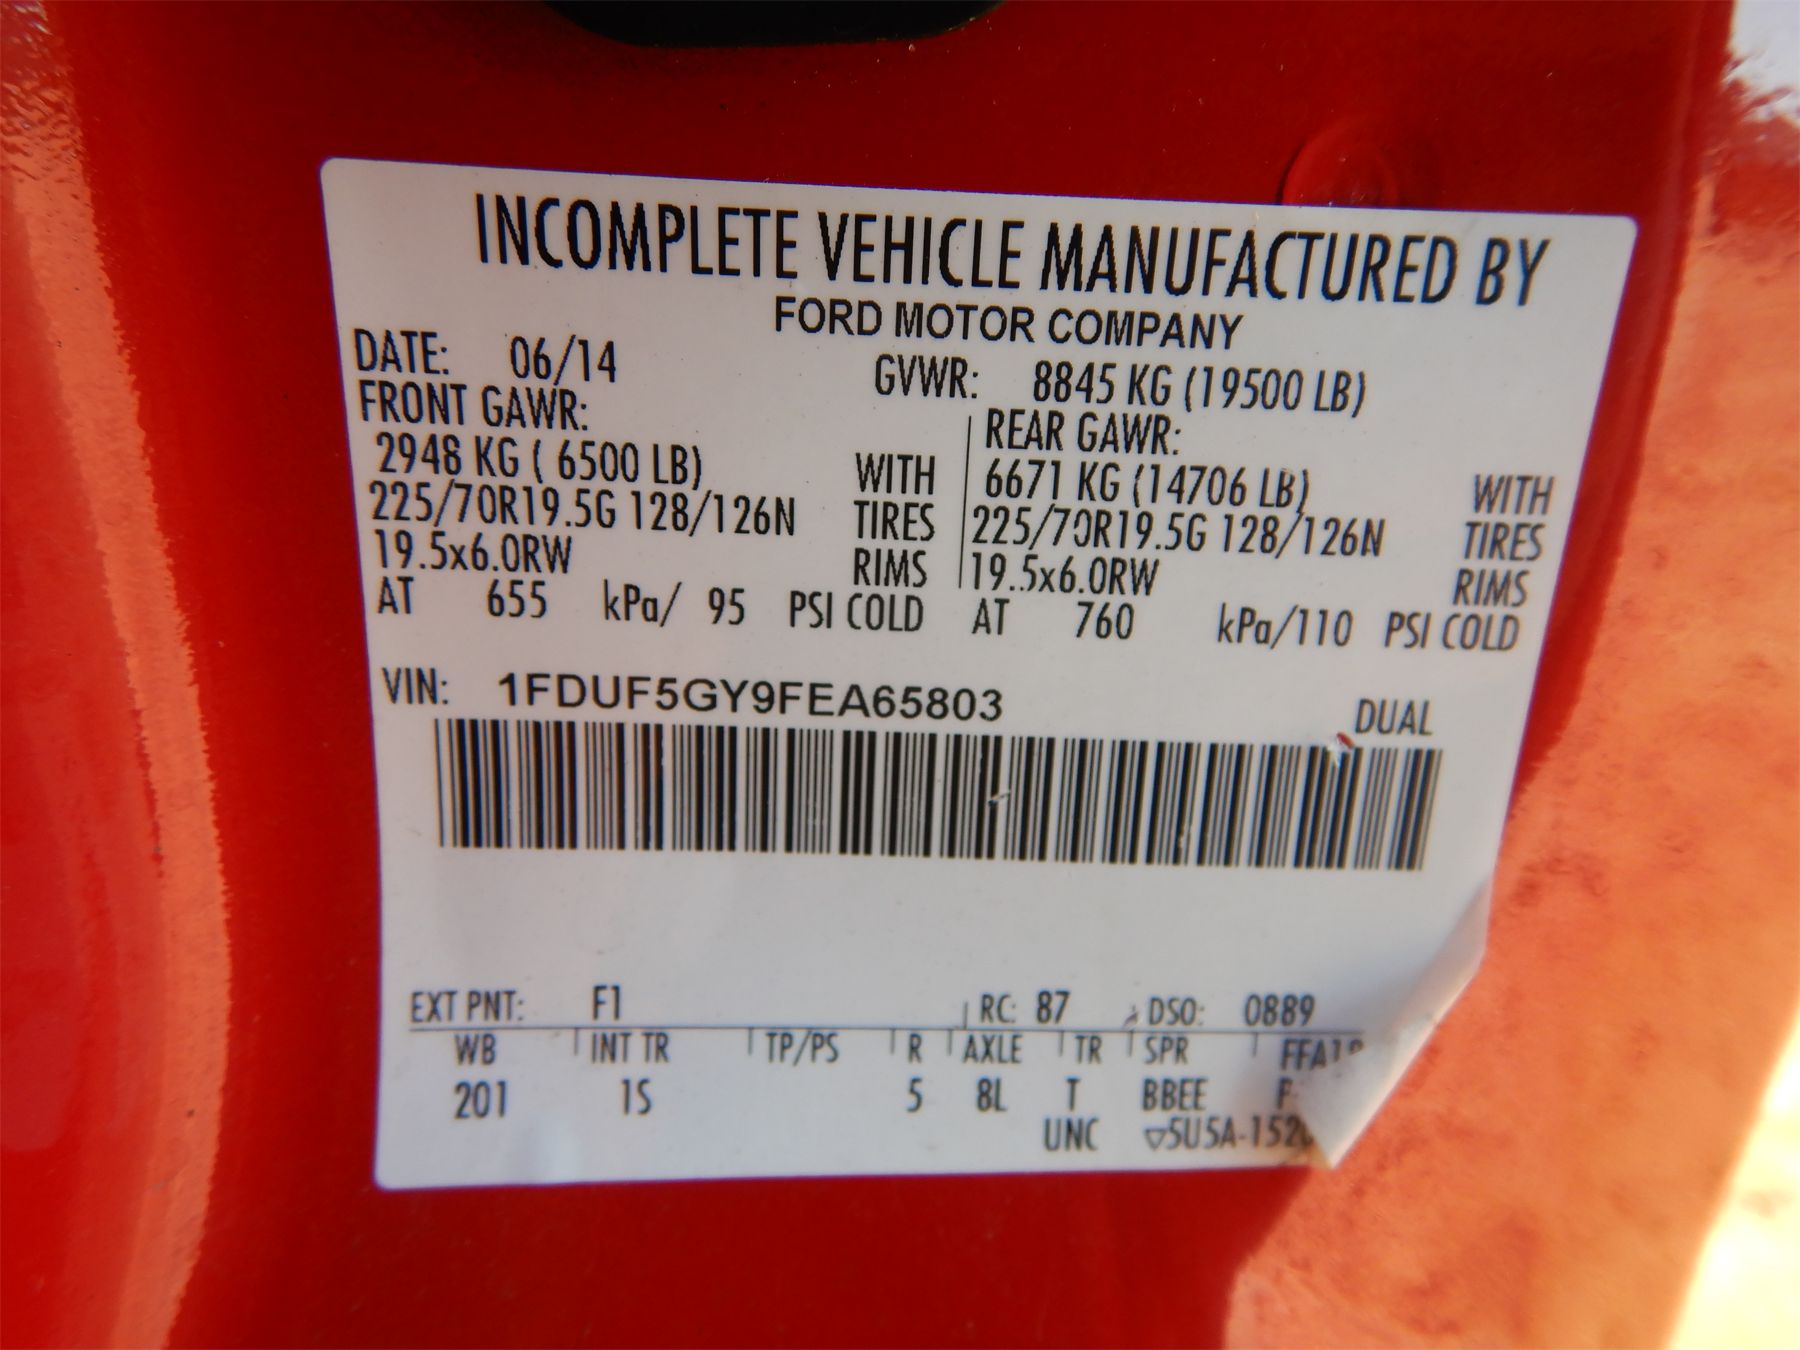 INCOMPLETE VEHICLE MANUFACTURED BY
FORD MOTOR COMPANY
DATE: 06/14 GVWR: 8845 KG (19500 LB)
FRONT GAWR: REAR GAWR:
2948 KG ( 6500 LB) WITH 6671 KG (14706 LB) WITH
225/70R19.5G 128/126N TIRES 225/70R19.5G 128/126N TIRES
19.5x6.0RW RIMS 19.5x6.0RW RIMS
AT 655 kPa/ 95 PSI COLD AT 760 kPa/110 PSI COLD
VIN: 1FDUF5GY9FEA65803
DUAL
EXT PNT: F1 RC: 87 DSO: 0889
WB INT TR TP/PS R AXLE TR SPR
201 1S 5 8L T BBEE
UNC